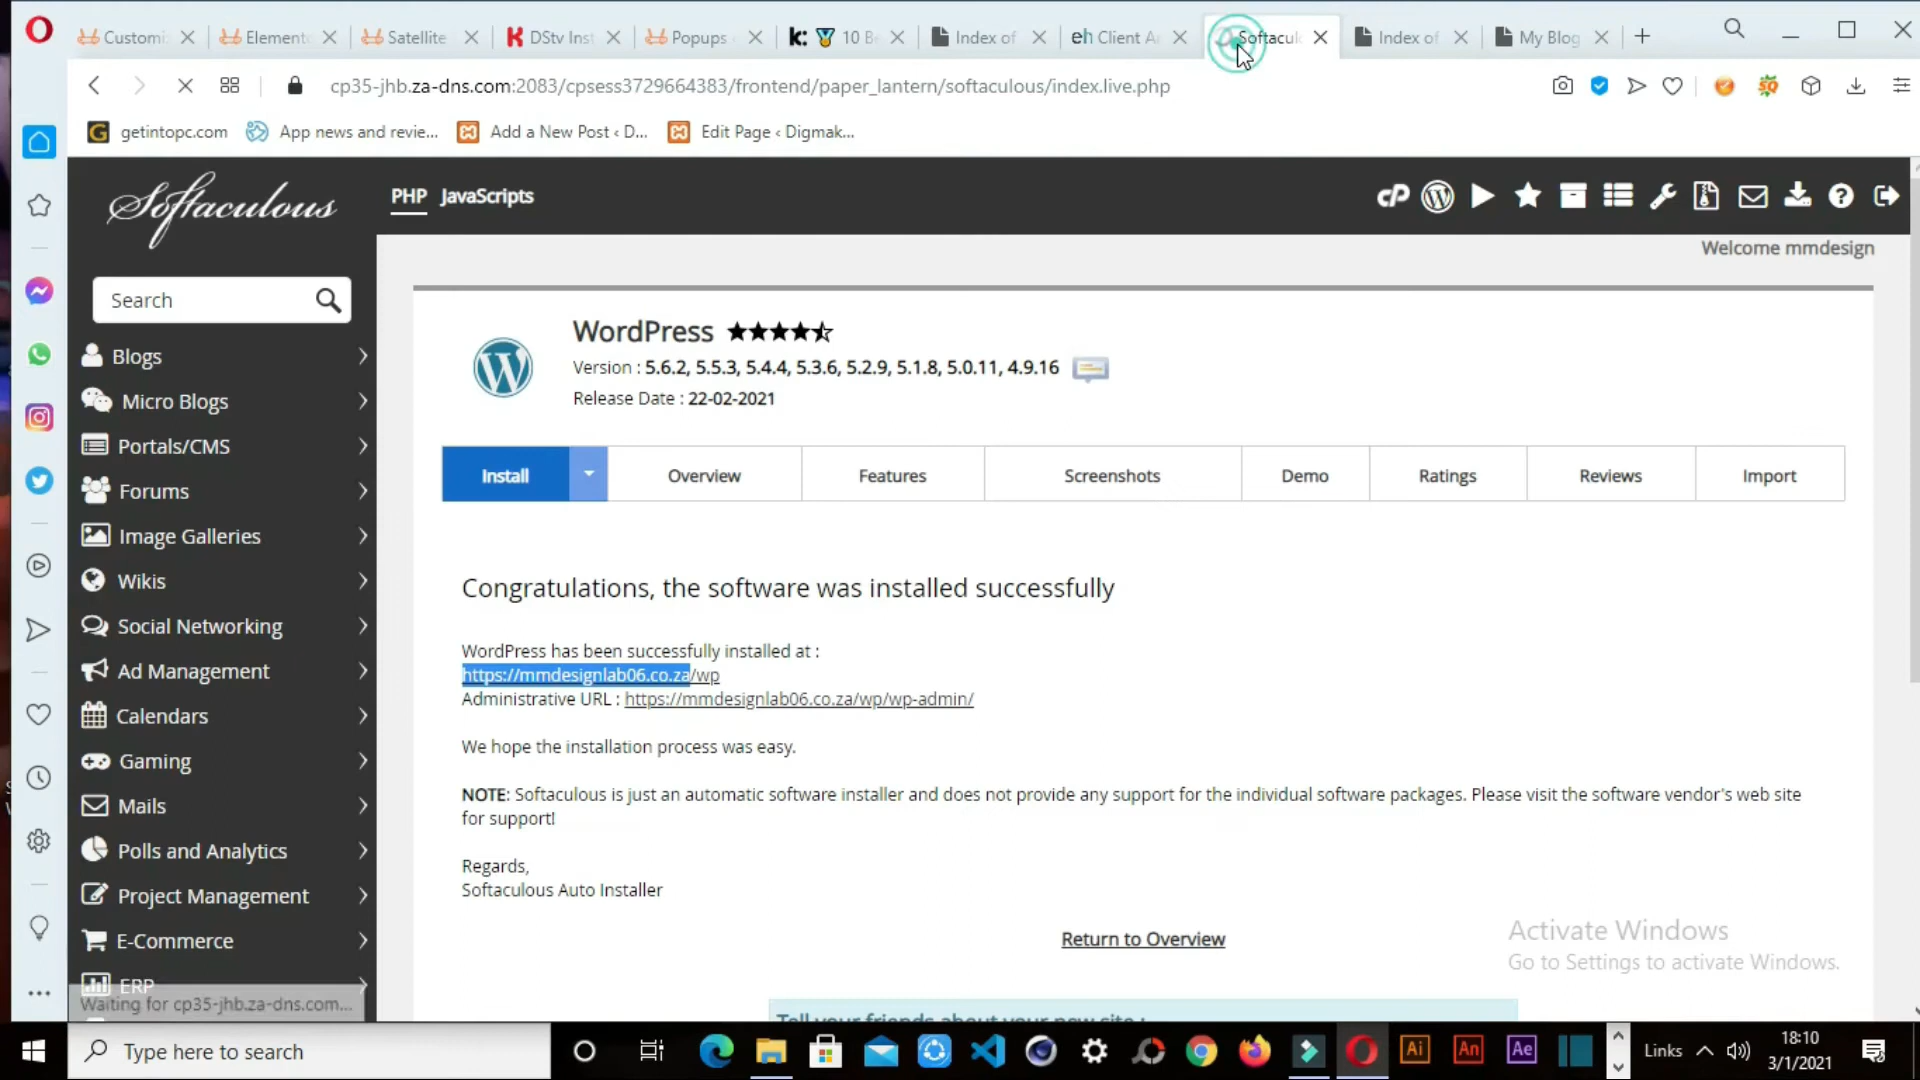 Customi
Element
Satellite
DStv Inst
Popups -
10 B
Index of
Client A
Softacul
Index of
My Blog
cp35-jhb.za-dns.com:2083/cpsess3729664383/frontend/paper_lantern/softaculous/index.live.php
getintopc.com
App news and revie...
Add a New Post ‹ D...
Edit Page ‹ Digmak...
Softaculous
PHP
JavaScripts
Welcome mmdesign
Search
Blogs
Micro Blogs
Portals/CMS
Forums
Image Galleries
Wikis
Social Networking
Ad Management
Calendars
Gaming
Mails
Polls and Analytics
Project Management
E-Commerce
ERP
Waiting for cp35-jhb.za-dns.com...
WordPress
Version : 5.6.2, 5.5.3, 5.4.4, 5.3.6, 5.2.9, 5.1.8, 5.0.11, 4.9.16
Release Date : 22-02-2021
Install
Overview
Features
Screenshots
Demo
Ratings
Reviews
Import
Congratulations, the software was installed successfully
WordPress has been successfully installed at :
https://mmdesignlab06.co.za/wp
Administrative URL : https://mmdesignlab06.co.za/wp/wp-admin/
We hope the installation process was easy.
NOTE: Softaculous is just an automatic software installer and does not provide any support for the individual software packages. Please visit the software vendor's web site
for support!
Regards,
Softaculous Auto Installer
Return to Overview
Tell your friends about your new site :
Activate Windows
Go to Settings to activate Windows.
Type here to search
Ai
An
Ae
Links
18:10
3/1/2021